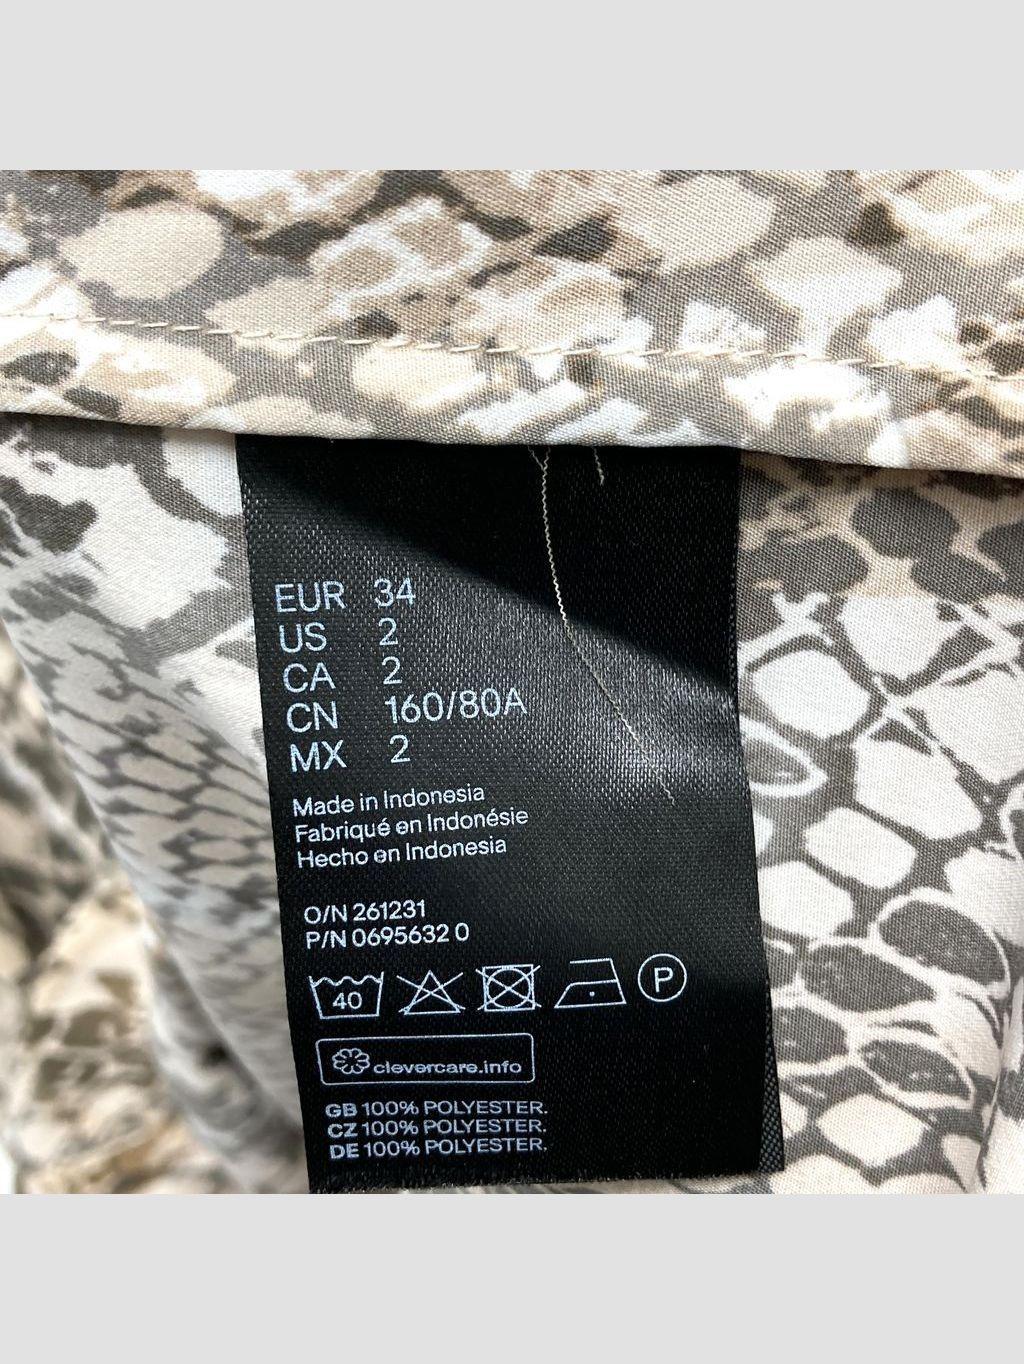 EUR 34
US 2
CA 2
CN 160/80A
MX 2
Made in Indonesia
Fabriqué en Indonésie
Hecho en Indonesia
O/N 261231
P/N 0695632 0
40
P
clevercare.info
GB 100% POLYESTER.
CZ 100% POLYESTER.
DE 100% POLYESTER.